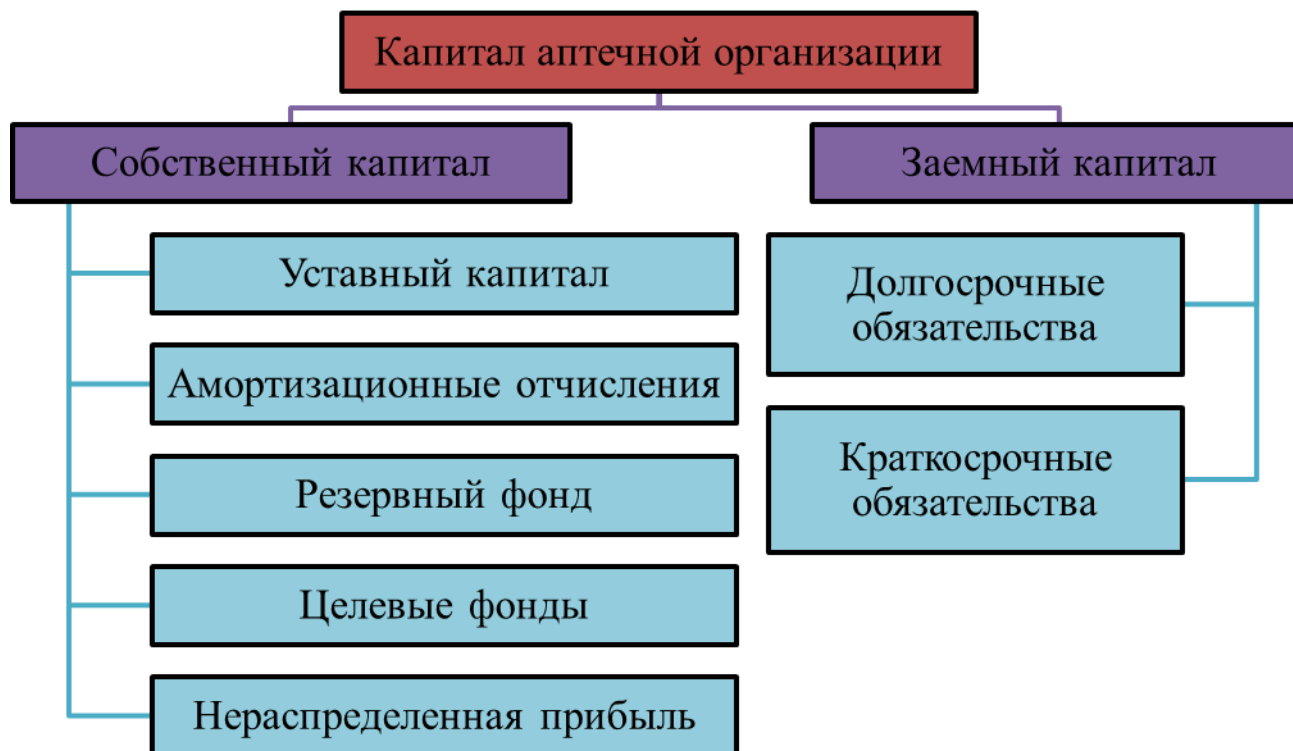 Капитал аптечной организации
Собственный капитал
Заемный капитал
Уставный капитал
Амортизационные отчисления
Резервный фонд
Целевые фонды
Нераспределенная прибыль
Долгосрочные
обязательства
Краткосрочные
обязательства